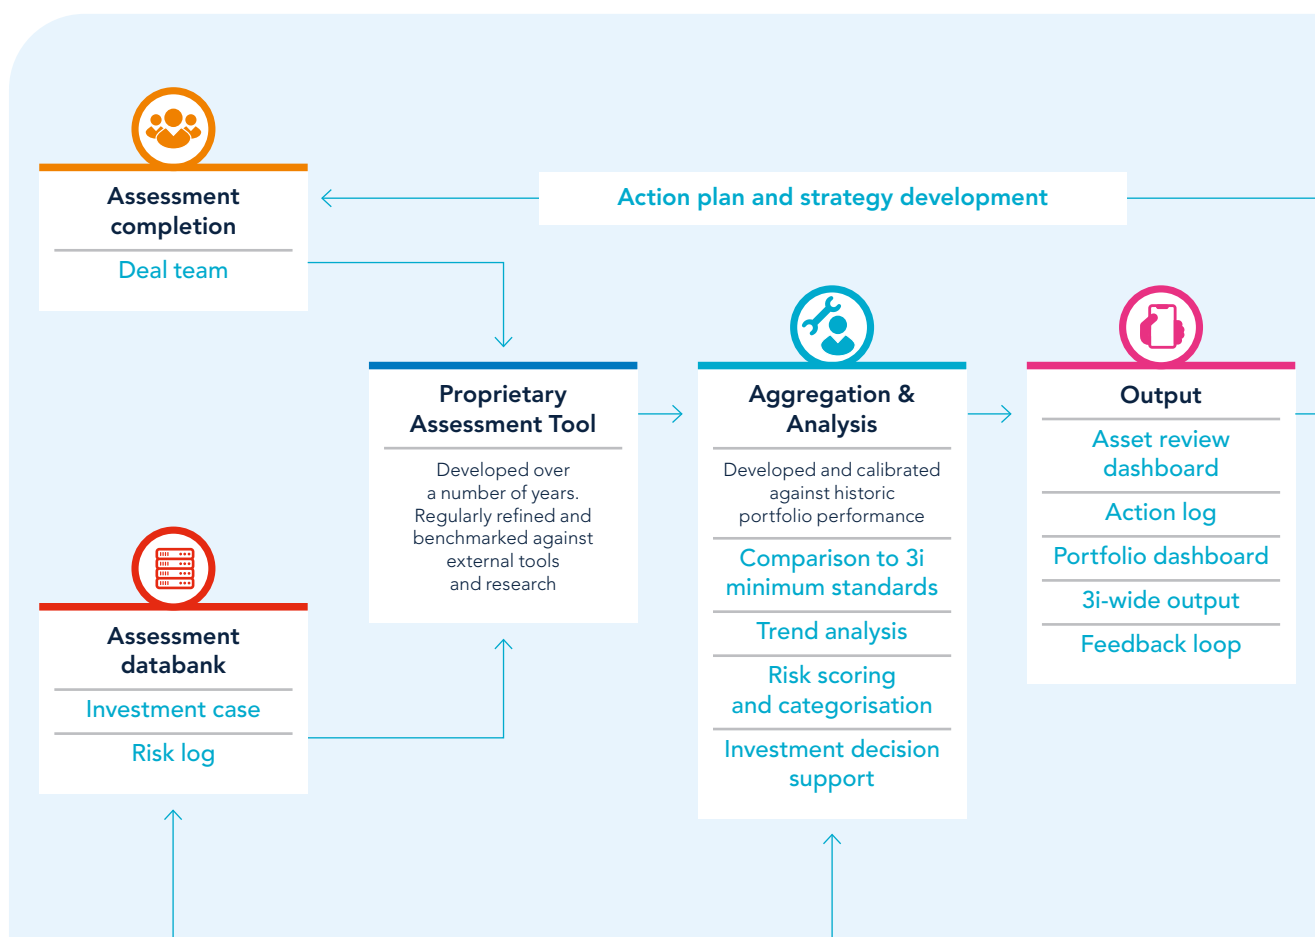 Assessment
completion
Deal team
Action plan and strategy development
Proprietary
Assessment Tool
Developed over
a number of years.
Regularly refined and
benchmarked against
external tools
and research
Assessment
databank
Investment case
Risk log
Aggregation &
Analysis
Developed and calibrated
against historic
portfolio performance
Comparison to 3i
minimum standards
Trend analysis
Risk scoring
and categorisation
Investment decision
support
Output
Asset review
dashboard
Action log
Portfolio dashboard
3i-wide output
Feedback loop